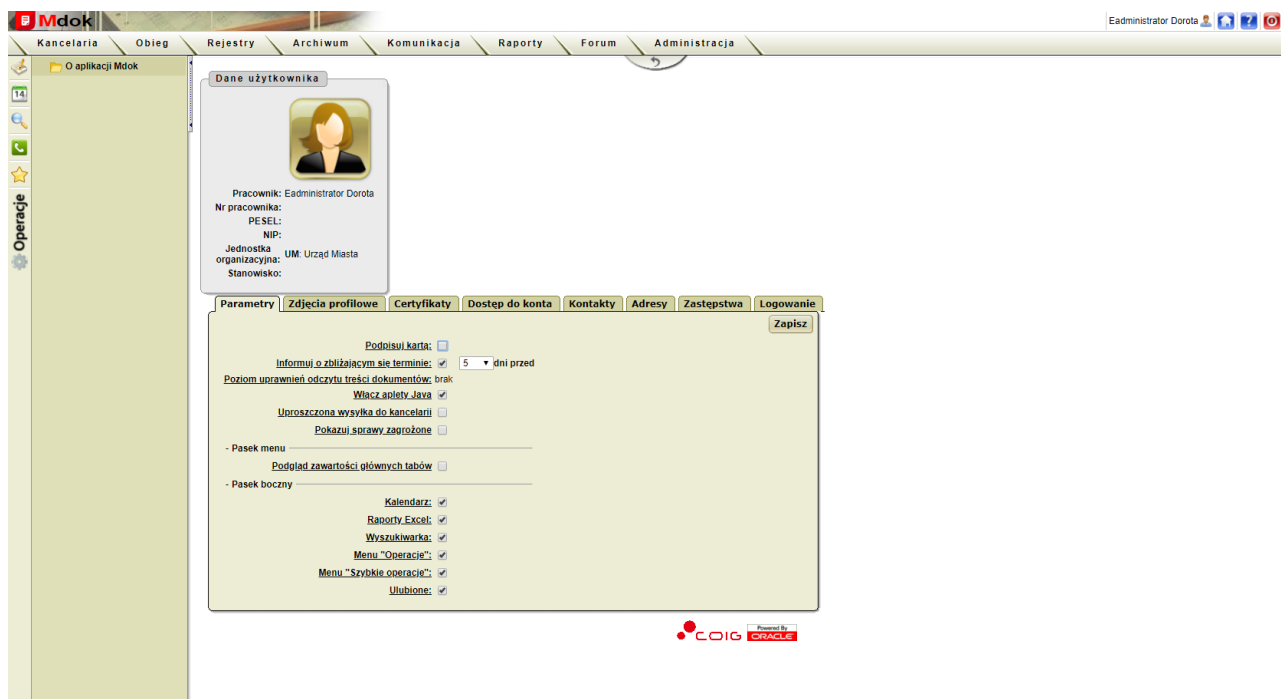 Mdok
Eadministrator Dorota
Kancelaria Obieg Rejestry Archiwum Komunikacja Raporty Forum Administracja
O aplikacji Mdok
14
Operacje
Dane użytkownika
Pracownik: Eadministrator Dorota
Nr pracownika:
PESEL:
NIP:
Jednostka organizacyjna: UM: Urząd Miasta
Stanowisko:
Parametry Zdjęcia profilowe Certyfikaty Dostęp do konta Kontakty Adresy Zastępstwa Logowanie
Zapisz
Podpisuj kartą:
Informuj o zbliżającym się terminie: 5 dni przed
Poziom uprawnień odczytu treści dokumentów: brak
Włącz aplety Java
Uproszczona wysyłka do kancelarii
Pokazuj sprawy zagrożone
- Pasek menu
Podgląd zawartości głównych tabów
- Pasek boczny
Kalendarz:
Raporty Excel:
Wyszukiwarka:
Menu "Operacje":
Menu "Szybkie operacje":
Ulubione:
COIG Powered By
ORACLE